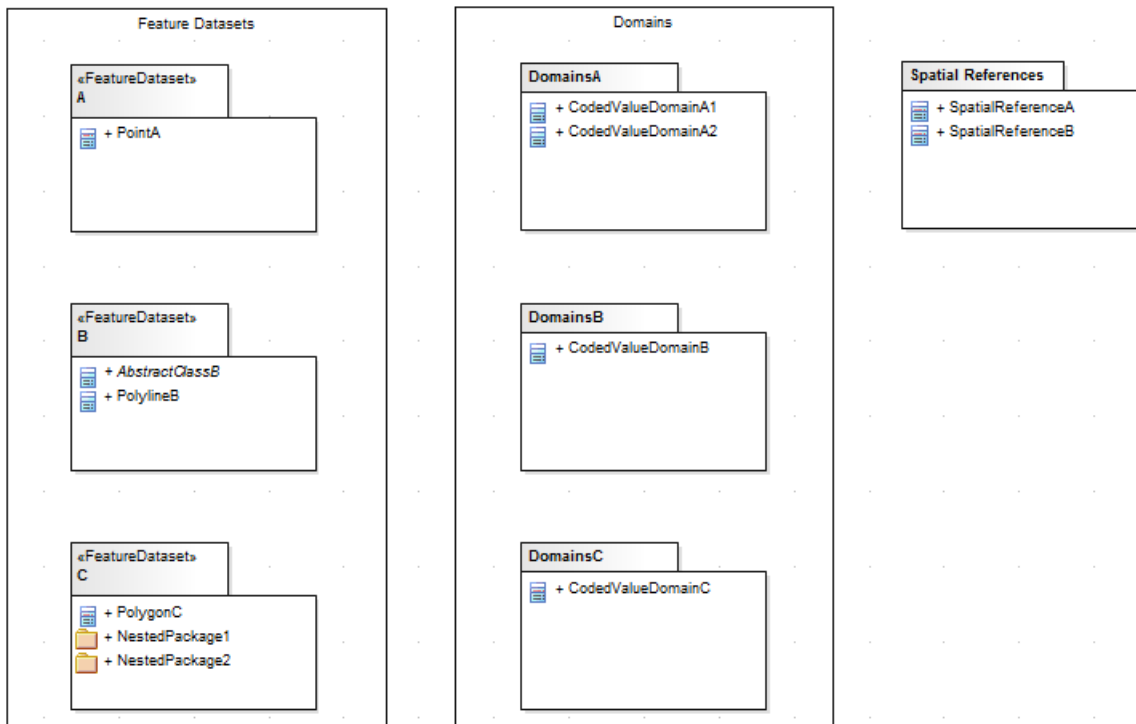 Feature Datasets
«FeatureDataset»
A
+ PointA
«FeatureDataset»
B
+ AbstractClassB
+ PolylineB
«FeatureDataset»
C
+ PolygonC
+ NestedPackage1
+ NestedPackage2
Domains
DomainsA
+ CodedValueDomainA1
+ CodedValueDomainA2
DomainsB
+ CodedValueDomainB
DomainsC
+ CodedValueDomainC
Spatial References
+ SpatialReferenceA
+ SpatialReferenceB